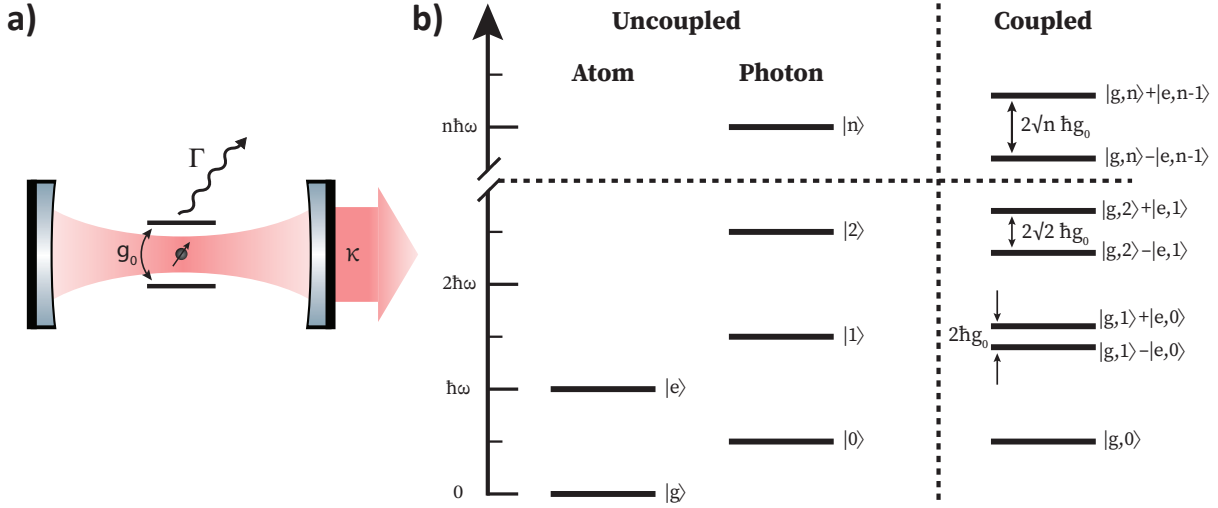 a)
Γ
g₀
κ
b)
Uncoupled
Coupled
Atom
Photon
nħω
|n⟩
|g,n⟩+|e,n-1⟩
2√n ħg₀
|g,n⟩−|e,n-1⟩
|2⟩
|g,2⟩+|e,1⟩
2√2 ħg₀
|g,2⟩−|e,1⟩
2ħω
|1⟩
|g,1⟩+|e,0⟩
2ħg₀
|g,1⟩−|e,0⟩
ħω
|e⟩
|0⟩
|g,0⟩
0
|g⟩